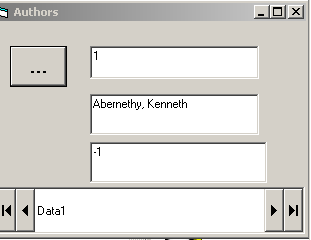 Authors
...
1
Abernethy, Kenneth
-1
Data1